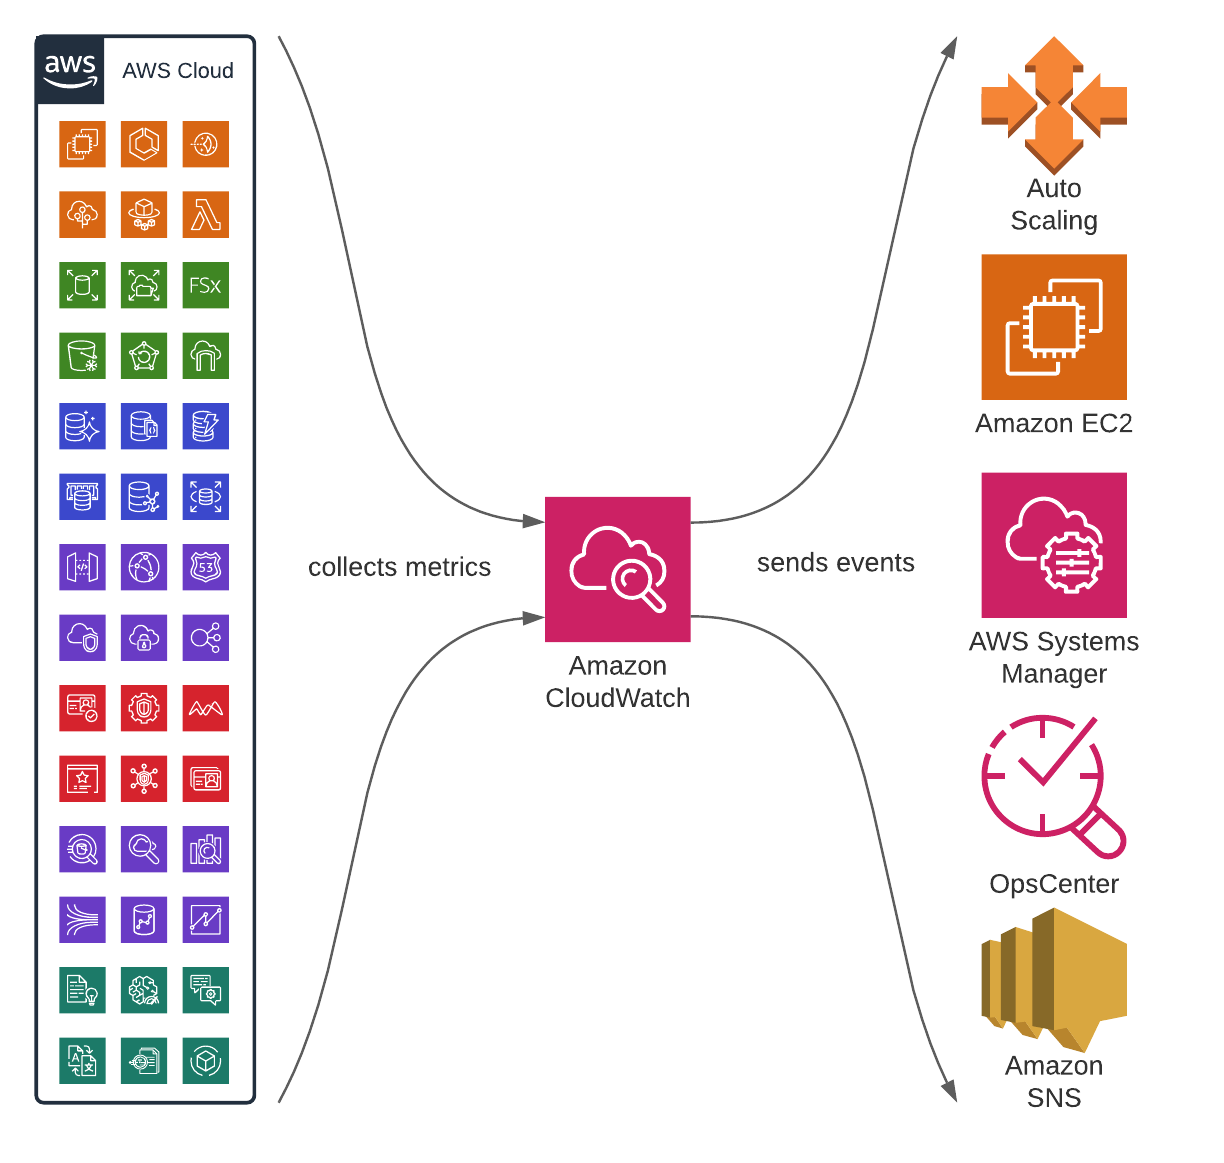 aws
AWS Cloud
FSx
53
collects metrics
Amazon
CloudWatch
sends events
Auto
Scaling
Amazon EC2
AWS Systems
Manager
OpsCenter
Amazon
SNS